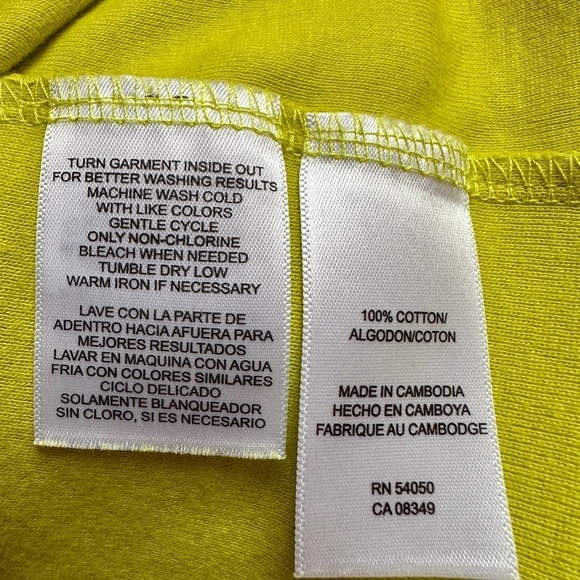 TURN GARMENT INSIDE OUT
FOR BETTER WASHING RESULTS
MACHINE WASH COLD
WITH LIKE COLORS
GENTLE CYCLE
ONLY NON-CHLORINE
BLEACH WHEN NEEDED
TUMBLE DRY LOW
WARM IRON IF NECESSARY
LAVE CON LA PARTE DE
ADENTRO HACIA AFUERA PARA
MEJORES RESULTADOS
LAVAR EN MAQUINA CON AGUA
FRIA CON COLORES SIMILARES
CICLO DELICADO
SOLAMENTE BLANQUEADOR
SIN CLORO, SI ES NECESARIO
100% COTTON/
ALGODON/COTON
MADE IN CAMBODIA
HECHO EN CAMBOYA
FABRIQUE AU CAMBODGE
RN 54050
CA 08349